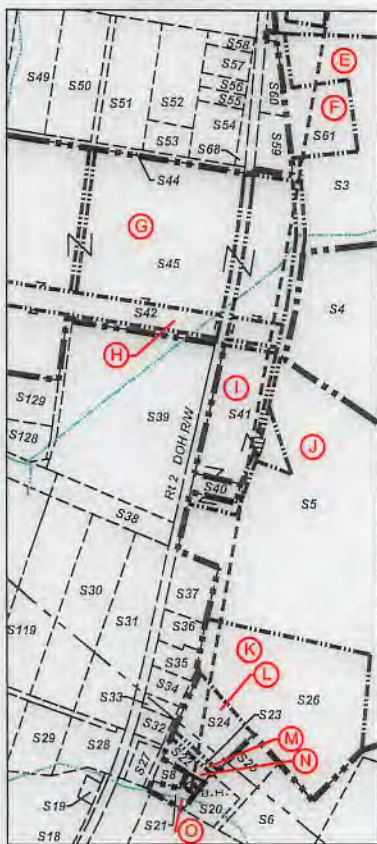 S58
S57
S56
S55
S54
S49
S50
S51
S52
S53
S68
S60
S59
E
F
S61
S3
S44
G
S45
S42
H
S4
I
S41
S129
S128
S39
Rt 2 DOH R/W
J
S5
S40
S38
S37
S36
S35
S34
S33
S32
S30
S31
S119
S29
S28
S27
K
L
S26
S24
S23
M
S25
N
S8
B.H.
S20
S19
S18
S21
O
S6